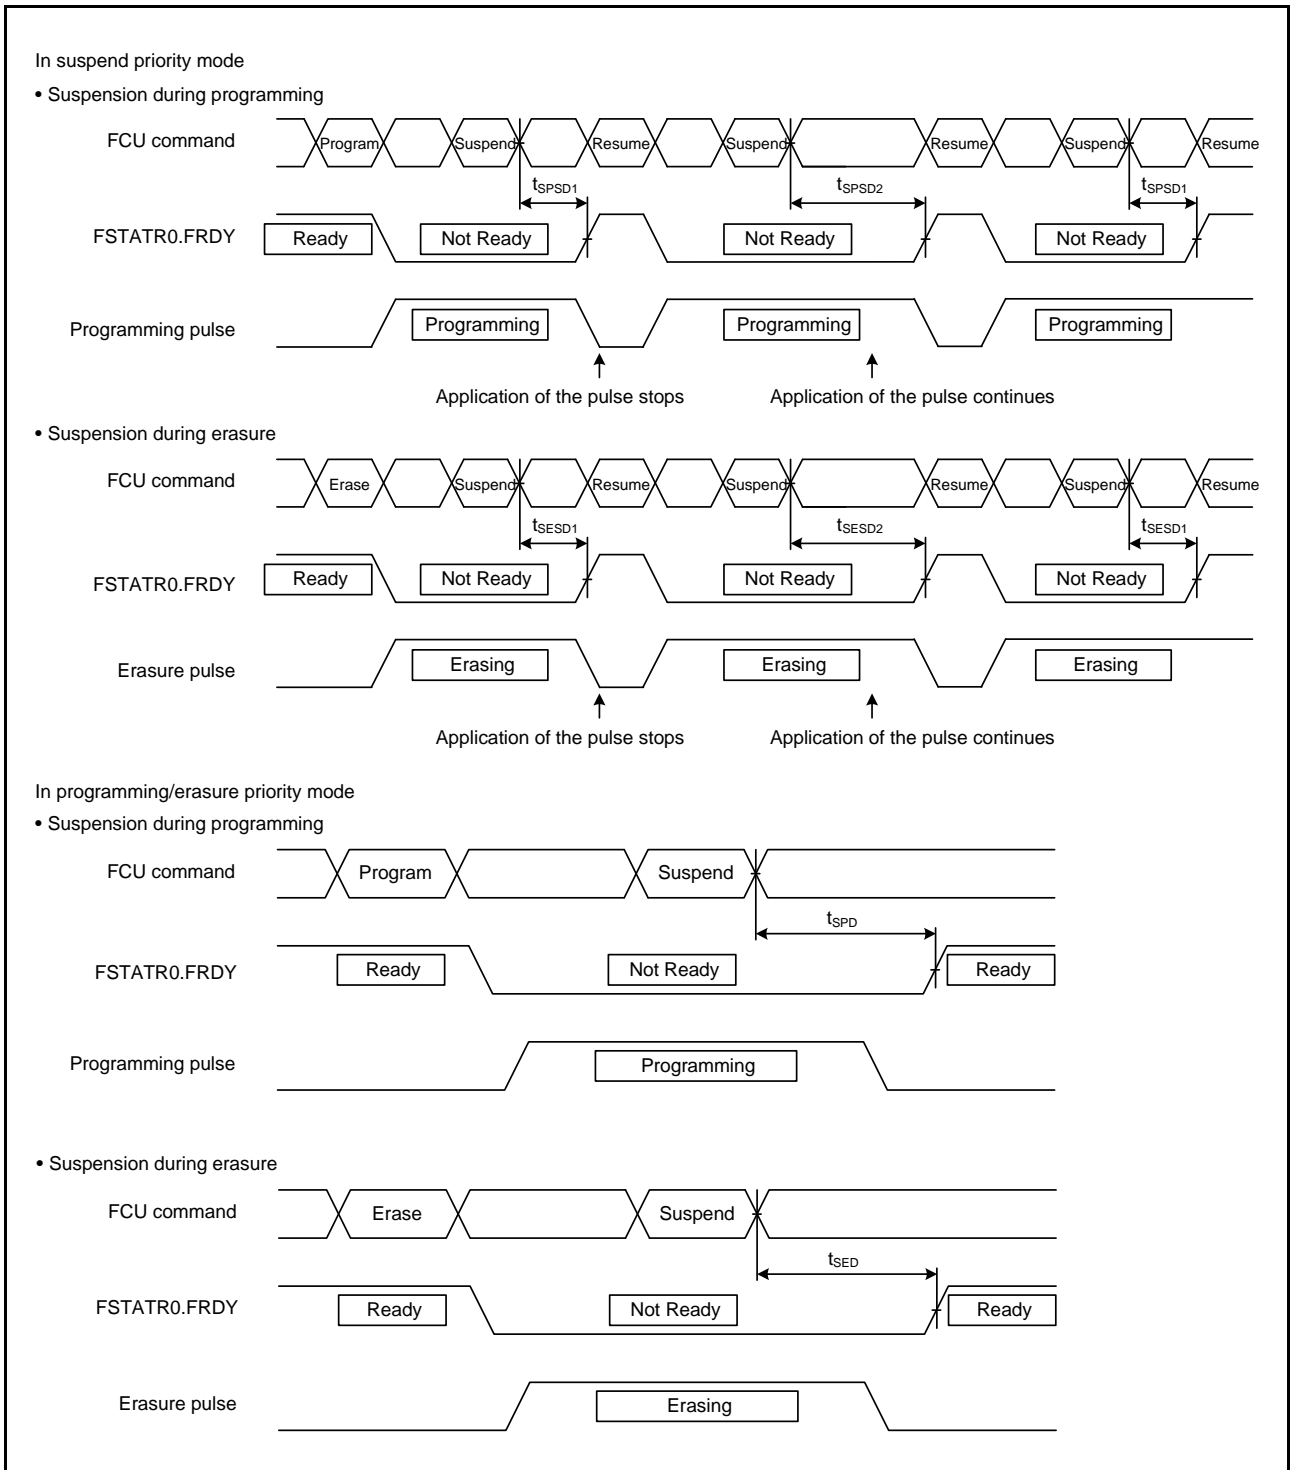 In suspend priority mode
• Suspension during programming
FCU command
Program
Suspend
Resume
Suspend
Resume
Suspend
Resume
tSPSD1
tSPSD2
tSPSD1
FSTATR0.FRDY
Ready
Not Ready
Not Ready
Not Ready
Programming pulse
Programming
Programming
Programming
Application of the pulse stops
Application of the pulse continues
• Suspension during erasure
FCU command
Erase
Suspend
Resume
Suspend
Resume
Suspend
Resume
tSESD1
tSESD2
tSESD1
FSTATR0.FRDY
Ready
Not Ready
Not Ready
Not Ready
Erasure pulse
Erasing
Erasing
Erasing
Application of the pulse stops
Application of the pulse continues
In programming/erasure priority mode
• Suspension during programming
FCU command
Program
Suspend
tSPD
FSTATR0.FRDY
Ready
Not Ready
Ready
Programming pulse
Programming
• Suspension during erasure
FCU command
Erase
Suspend
tSED
FSTATR0.FRDY
Ready
Not Ready
Ready
Erasure pulse
Erasing